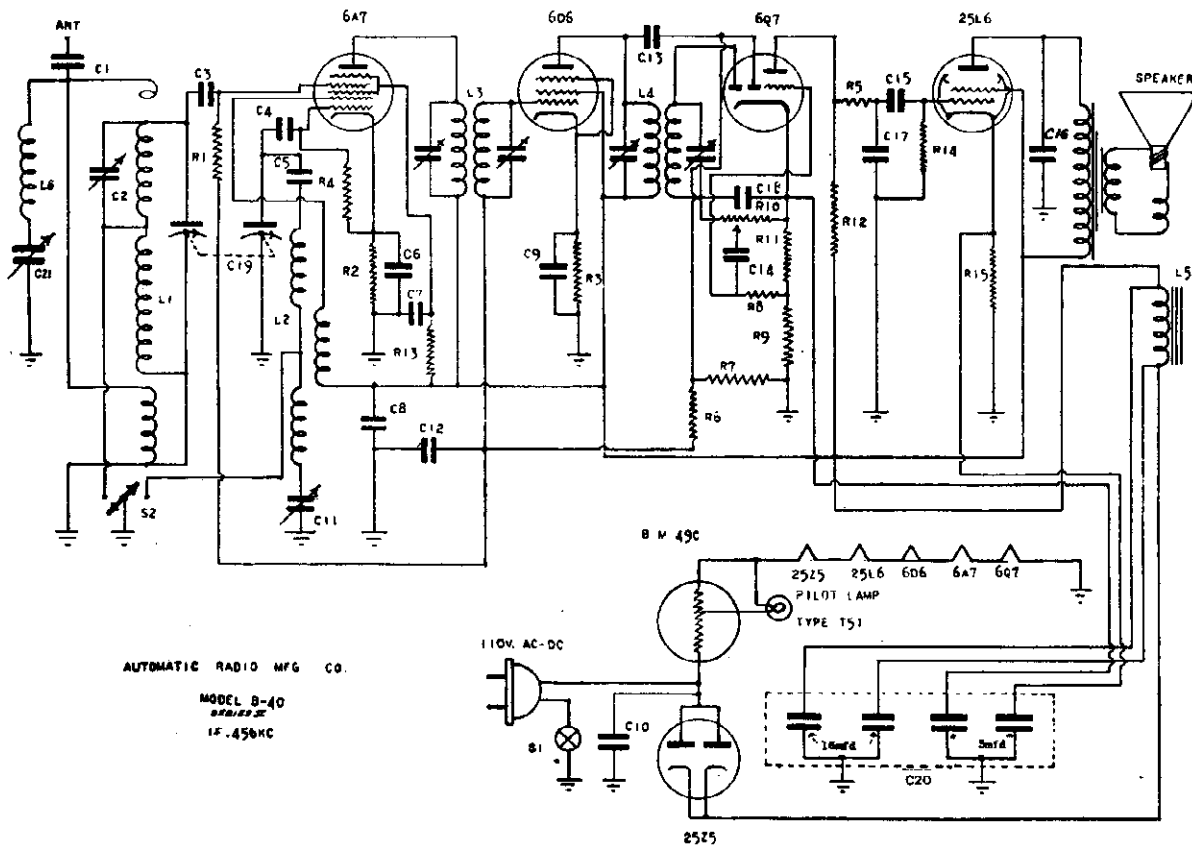 ANT
6A7
6D6
6Q7
25L6
SPEAKER
C1
C3
C4
C5
R1
R4
L3
C13
L4
R5
C15
C17
R14
C16
L6
C2
C21
L1
C19
L2
R2
C6
C7
R13
C9
R3
C18
R10
R11
C14
R8
R9
R7
R6
R12
R15
L5
C8
C12
S2
C11
B M 49C
25Z5 25L6 6D6 6A7 6Q7
PILOT LAMP
TYPE T51
110V. AC-DC
S1
C10
25Z5
16mfd
5mfd
C20
AUTOMATIC RADIO MFG CO.
MODEL B-40
SERIES II
IF. 456KC